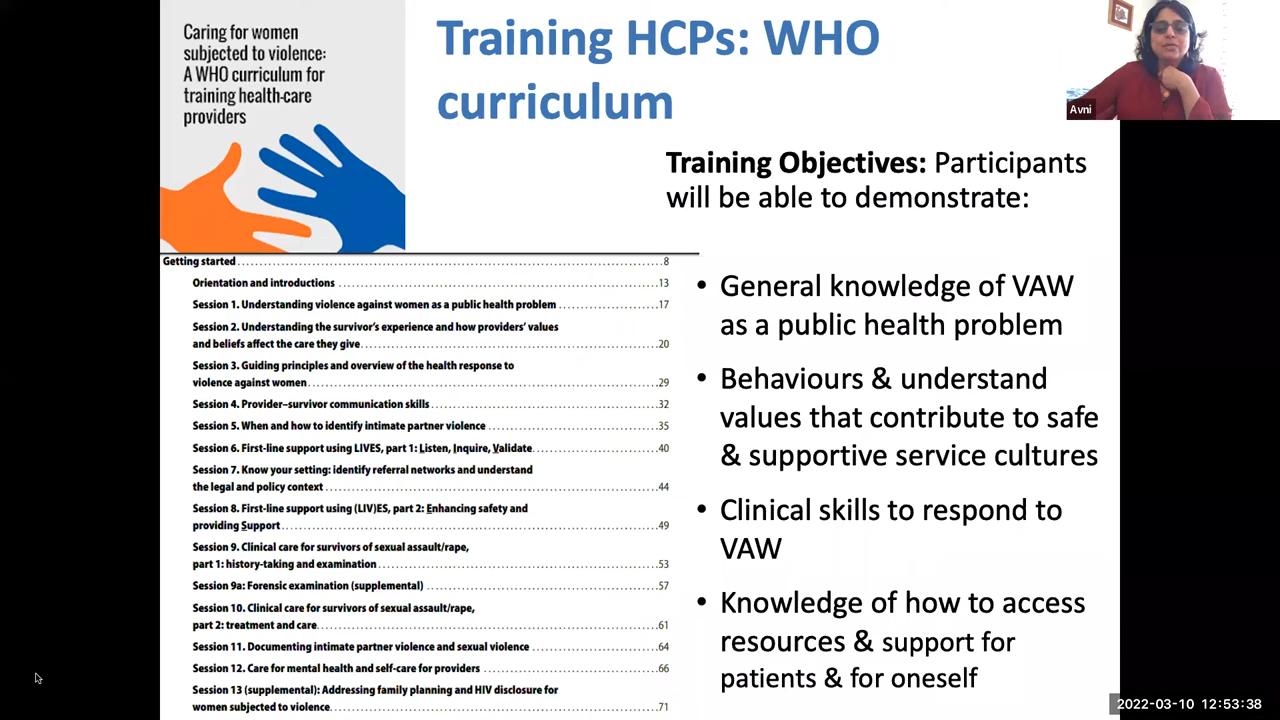 Caring for women
subjected to violence:
A WHO curriculum for
training health-care
providers
Training HCPs: WHO
curriculum
Avni
Training Objectives: Participants
will be able to demonstrate:
Getting started 8
Orientation and introductions 13
Session 1. Understanding violence against women as a public health problem 17
Session 2. Understanding the survivor's experience and how providers' values
and beliefs affect the care they give 20
Session 3. Guiding principles and overview of the health response to
violence against women 29
Session 4. Provider–survivor communication skills 32
Session 5. When and how to identify intimate partner violence 35
Session 6. First-line support using LIVES, part 1: Listen, Inquire, Validate 40
Session 7. Know your setting: identify referral networks and understand
the legal and policy context 44
Session 8. First-line support using (LIV)ES, part 2: Enhancing safety and
providing Support 49
Session 9. Clinical care for survivors of sexual assault/rape,
part 1: history-taking and examination 53
Session 9a: Forensic examination (supplemental) 57
Session 10. Clinical care for survivors of sexual assault/rape,
part 2: treatment and care 61
Session 11. Documenting intimate partner violence and sexual violence 64
Session 12. Care for mental health and self-care for providers 66
Session 13 (supplemental): Addressing family planning and HIV disclosure for
women subjected to violence 71
• General knowledge of VAW
as a public health problem
• Behaviours & understand
values that contribute to safe
& supportive service cultures
• Clinical skills to respond to
VAW
• Knowledge of how to access
resources & support for
patients & for oneself
2022-03-10 12:53:38